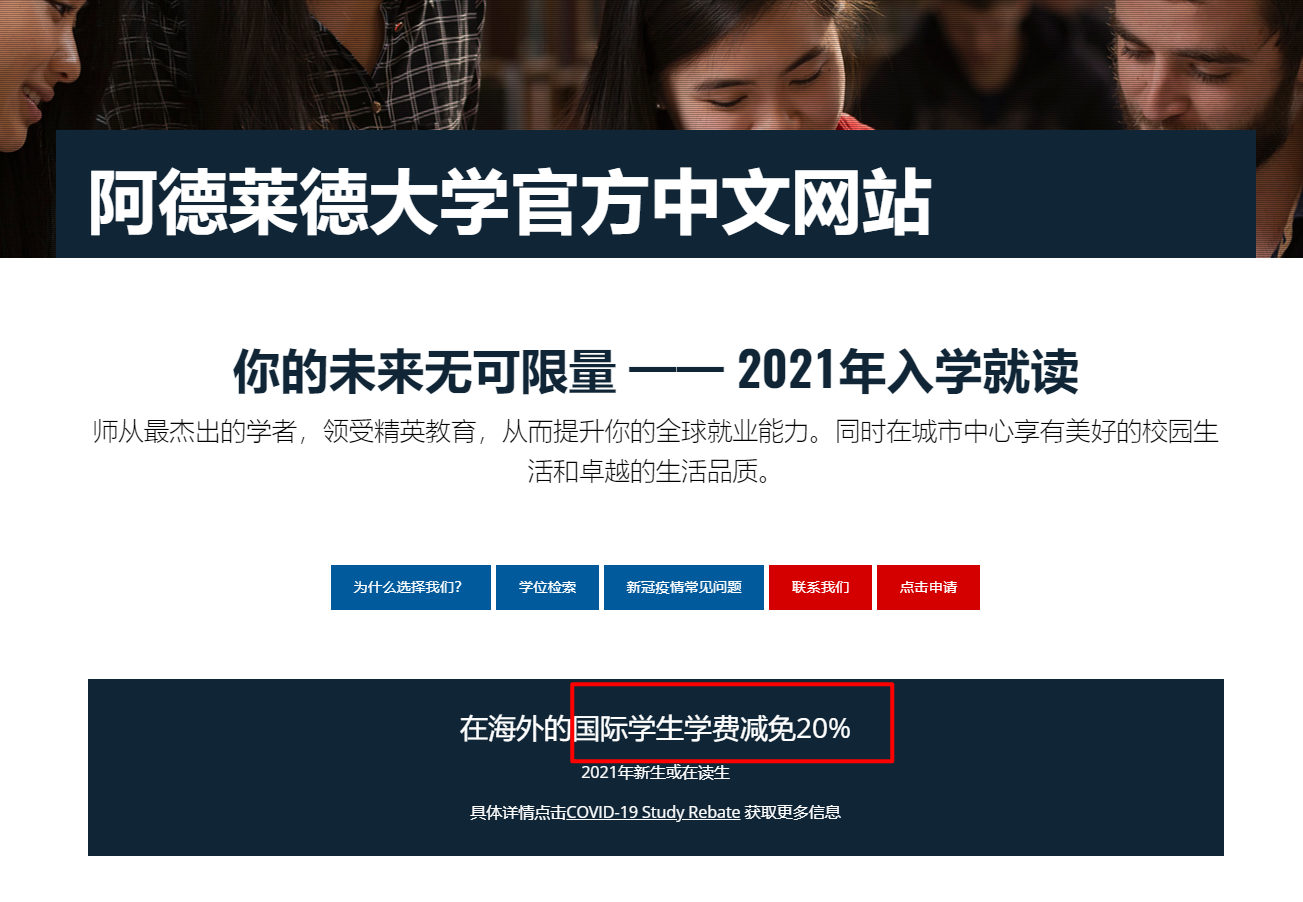 阿德莱德大学官方中文网站
你的未来无可限量 —— 2021年入学就读
师从最杰出的学者，领受精英教育，从而提升你的全球就业能力。同时在城市中心享有美好的校园生
活和卓越的生活品质。
为什么选择我们？ 学位检索 新冠疫情常见问题 联系我们 点击申请
在海外的国际学生学费减免20%
2021年新生或在读生
具体详情点击COVID-19 Study Rebate 获取更多信息